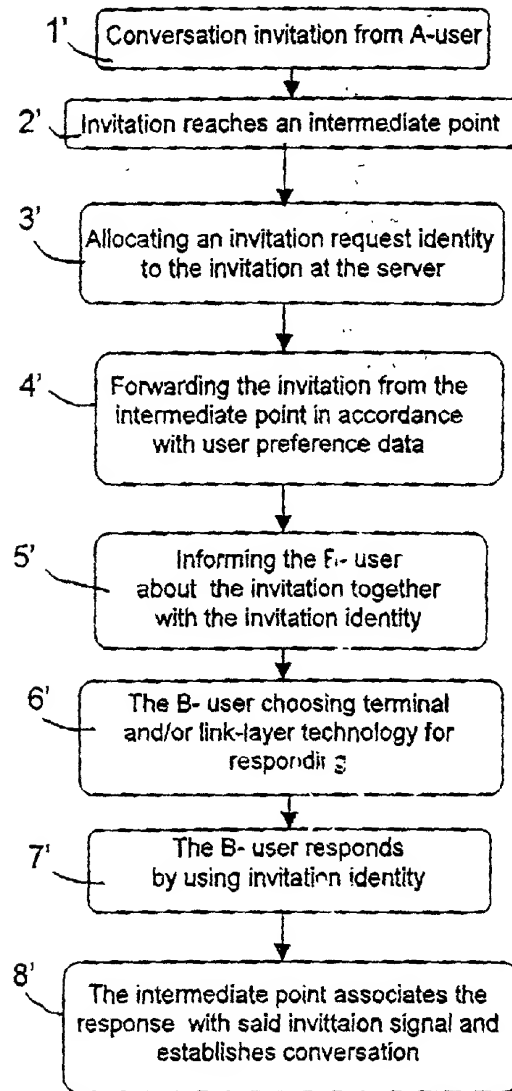 1' Conversation invitation from A-user
2' Invitation reaches an intermediate point
3' Allocating an invitation request identity
to the invitation at the server
4' Forwarding the invitation from the
intermediate point in accordance
with user preference data
5' Informing the B- user
about the invitation together
with the invitation identity
6' The B- user choosing terminal
and/or link-layer technology for
responding
7' The B- user responds
by using invitation identity
8' The intermediate point associates the
response with said invittaion signal and
establishes conversation